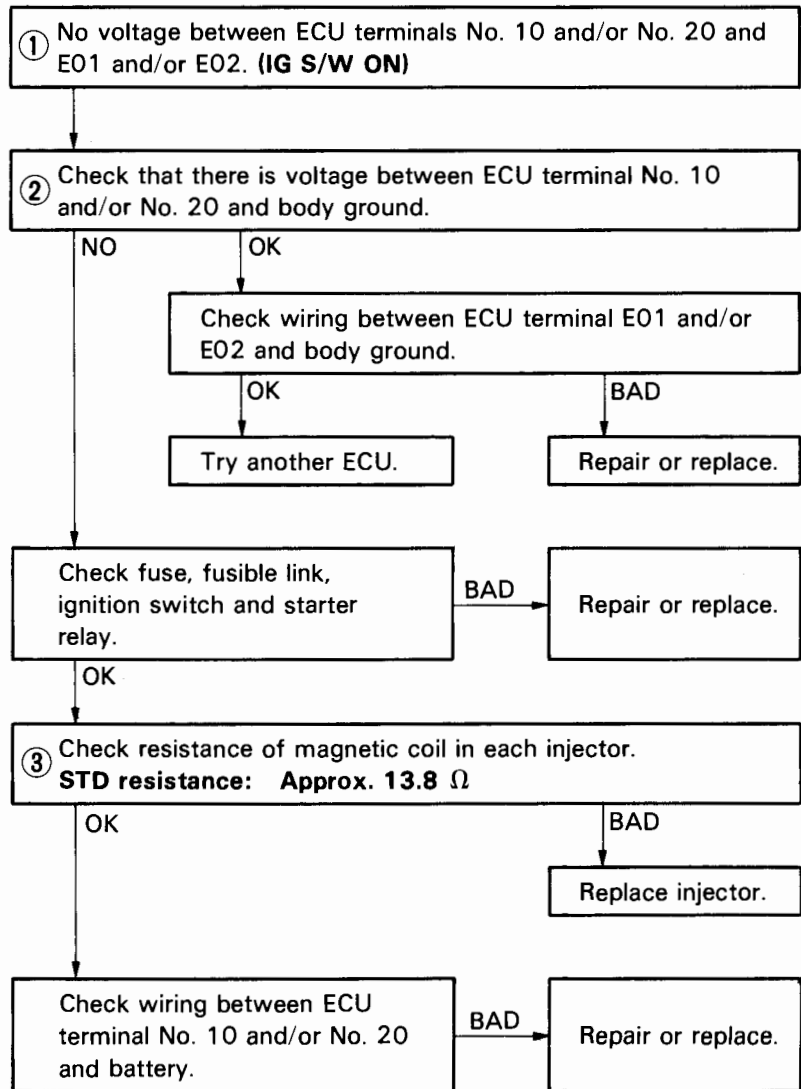 ① No voltage between ECU terminals No. 10 and/or No. 20 and
E01 and/or E02. (IG S/W ON)
② Check that there is voltage between ECU terminal No. 10
and/or No. 20 and body ground.
NO
OK
Check wiring between ECU terminal E01 and/or
E02 and body ground.
OK
BAD
Try another ECU.
Repair or replace.
Check fuse, fusible link,
ignition switch and starter
relay.
BAD
Repair or replace.
OK
③ Check resistance of magnetic coil in each injector.
STD resistance: Approx. 13.8 Ω
OK
BAD
Replace injector.
Check wiring between ECU
terminal No. 10 and/or No. 20
and battery.
BAD
Repair or replace.